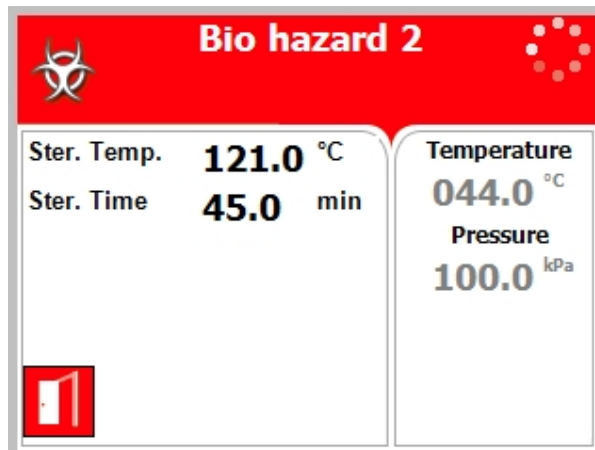 Bio hazard 2
Ster. Temp. 121.0 °C
Ster. Time 45.0 min
Temperature
044.0 °C
Pressure
100.0 kPa